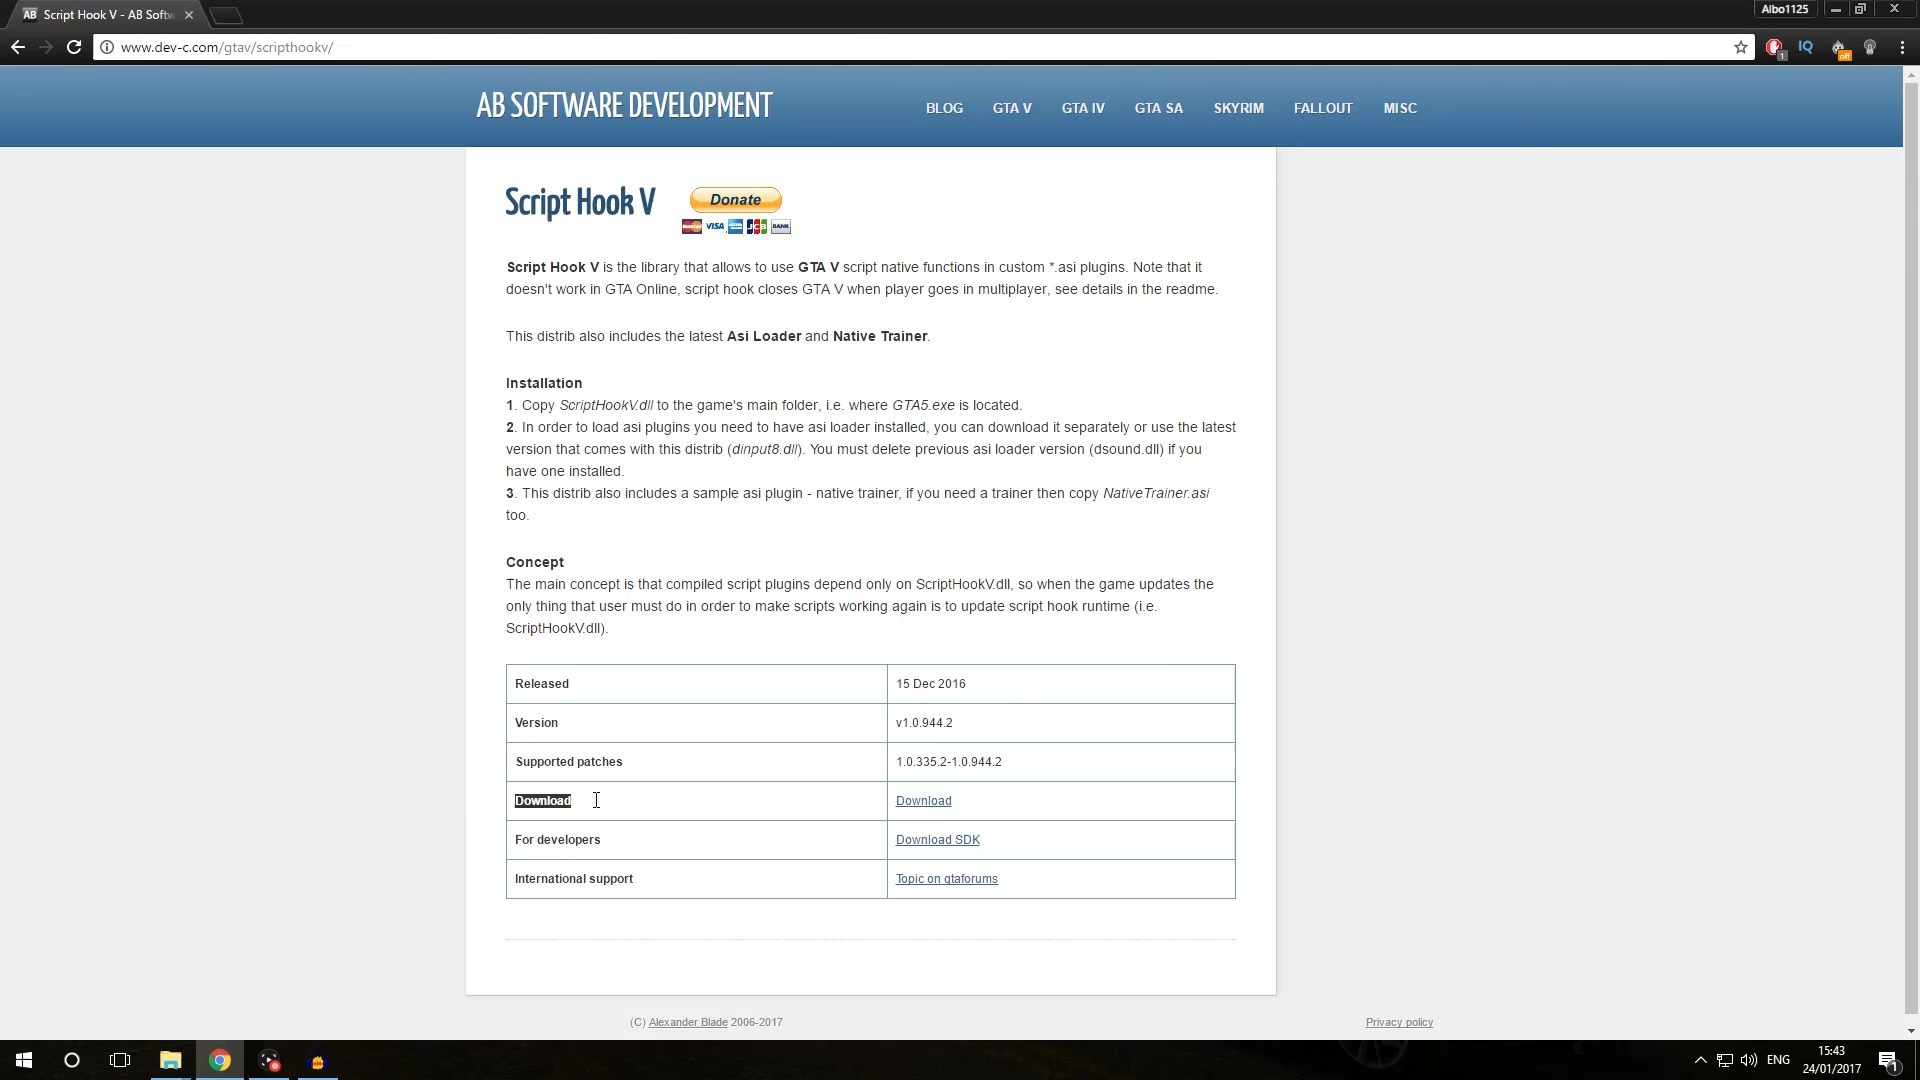 AB Script Hook V - AB Softw
Albo1125
www.dev-c.com/gtav/scripthookv/
1 IQ off
AB SOFTWARE DEVELOPMENT
BLOG GTA V GTA IV GTA SA SKYRIM FALLOUT MISC
Script Hook V
Donate
VISA JCB BANK
Script Hook V is the library that allows to use GTA V script native functions in custom *.asi plugins. Note that it
doesn't work in GTA Online, script hook closes GTA V when player goes in multiplayer, see details in the readme.
This distrib also includes the latest Asi Loader and Native Trainer.
Installation
1. Copy ScriptHookV.dll to the game's main folder, i.e. where GTA5.exe is located.
2. In order to load asi plugins you need to have asi loader installed, you can download it separately or use the latest
version that comes with this distrib (dinput8.dll). You must delete previous asi loader version (dsound.dll) if you
have one installed.
3. This distrib also includes a sample asi plugin - native trainer, if you need a trainer then copy NativeTrainer.asi
too.
Concept
The main concept is that compiled script plugins depend only on ScriptHookV.dll, so when the game updates the
only thing that user must do in order to make scripts working again is to update script hook runtime (i.e.
ScriptHookV.dll).
Released 15 Dec 2016
Version v1.0.944.2
Supported patches 1.0.335.2-1.0.944.2
Download Download
For developers Download SDK
International support Topic on gtaforums
(C) Alexander Blade 2006-2017
Privacy policy
ENG
15:43
24/01/2017
1